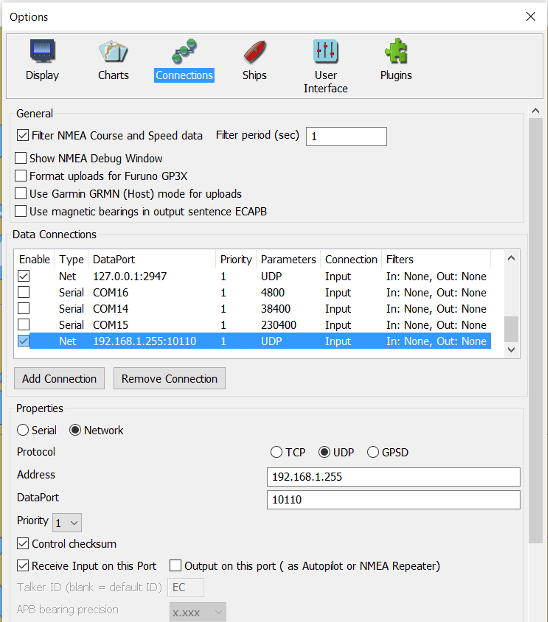 Options
Display Charts Connections Ships User Interface Plugins
General
Filter NMEA Course and Speed data Filter period (sec) 1
Show NMEA Debug Window
Format uploads for Furuno GP3X
Use Garmin GRMN (Host) mode for uploads
Use magnetic bearings in output sentence ECAPB
Data Connections
Enable Type DataPort Priority Parameters Connection Filters
Net 127.0.0.1:2947 1 UDP Input In: None, Out: None
Serial COM16 1 4800 Input In: None, Out: None
Serial COM14 1 38400 Input In: None, Out: None
Serial COM15 1 230400 Input In: None, Out: None
Net 192.168.1.255:10110 1 UDP Input In: None, Out: None
Add Connection Remove Connection
Properties
Serial Network
Protocol TCP UDP GPSD
Address 192.168.1.255
DataPort 10110
Priority 1
Control checksum
Receive Input on this Port Output on this port ( as Autopilot or NMEA Repeater)
Talker ID (blank = default ID) EC
APB bearing precision x.xxx